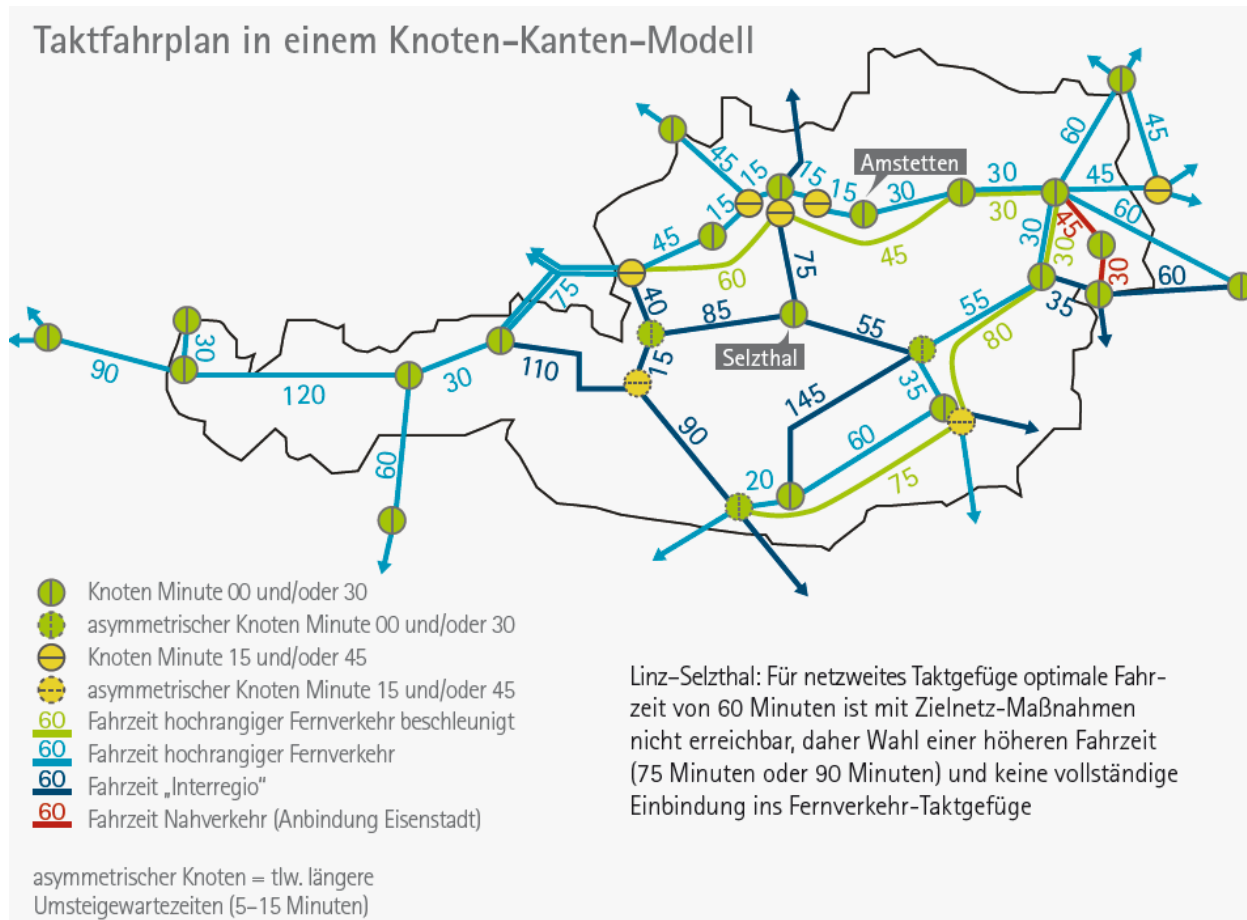 Taktfahrplan in einem Knoten-Kanten-Modell
Amstetten
60
45
45
15
15
15
30
30
45
60
15
45
15
30
45
30
30
45
60
75
30
30
60
75
40
85
55
35
60
Selzthal
55
80
30
90
120
30
110
15
145
35
60
90
60
20
75
Knoten Minute 00 und/oder 30
asymmetrischer Knoten Minute 00 und/oder 30
Knoten Minute 15 und/oder 45
asymmetrischer Knoten Minute 15 und/oder 45
60 Fahrzeit hochrangiger Fernverkehr beschleunigt
60 Fahrzeit hochrangiger Fernverkehr
60 Fahrzeit „Interregio“
60 Fahrzeit Nahverkehr (Anbindung Eisenstadt)
asymmetrischer Knoten = tlw. längere
Umsteigewartezeiten (5–15 Minuten)
Linz–Selzthal: Für netzweites Taktgefüge optimale Fahr-
zeit von 60 Minuten ist mit Zielnetz-Maßnahmen
nicht erreichbar, daher Wahl einer höheren Fahrzeit
(75 Minuten oder 90 Minuten) und keine vollständige
Einbindung ins Fernverkehr-Taktgefüge